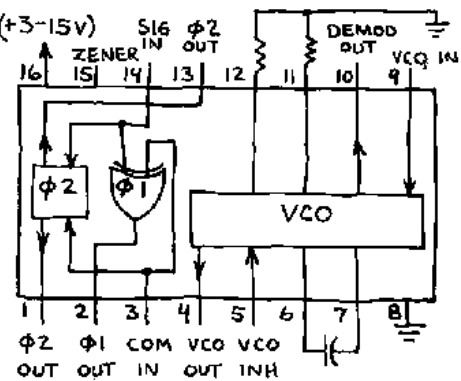 (+3-15V)
ZENER
SIG IN
Φ2 OUT
DEMOD OUT
VCO IN
16 15 14 13 12 11 10 9
Φ2
Φ1
VCO
1 2 3 4 5 6 7 8
Φ2 OUT
Φ1 OUT
COM IN
VCO OUT
VCO INH